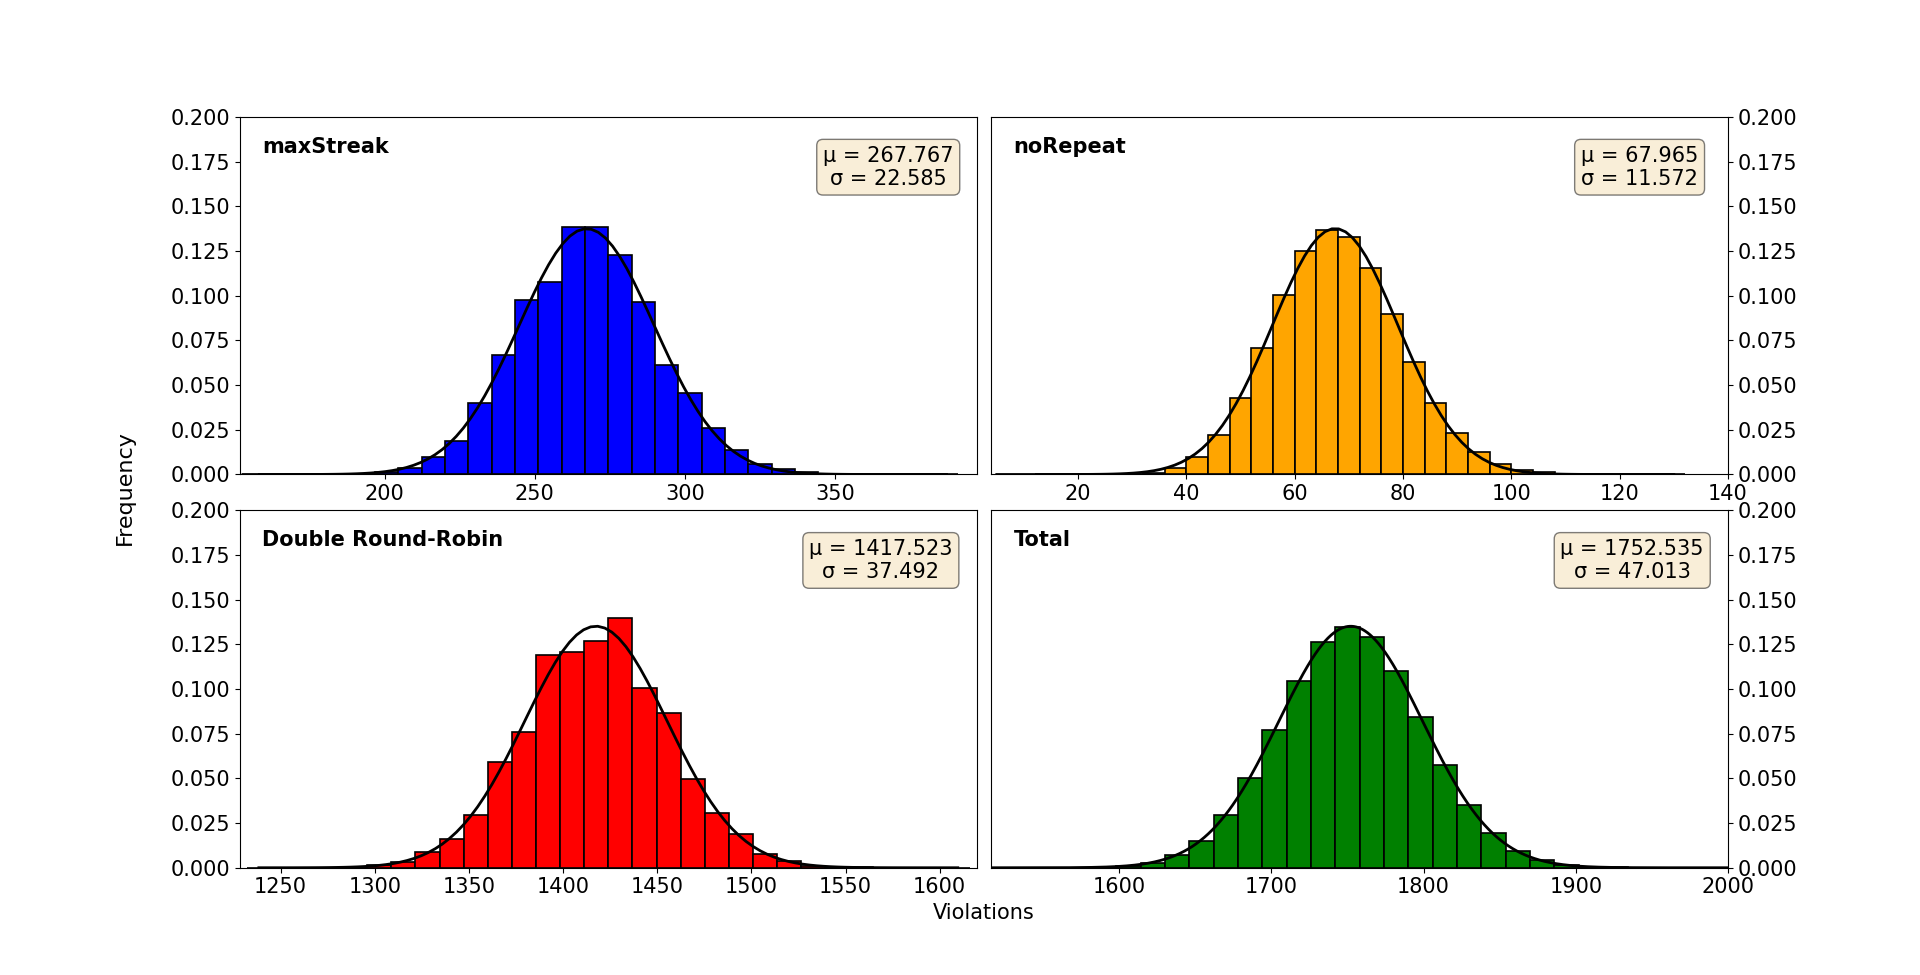 0.200
0.175
0.150
0.125
0.100
0.075
0.050
0.025
0.000
maxStreak
μ = 267.767
σ = 22.585
200 250 300 350
noRepeat
μ = 67.965
σ = 11.572
0.200
0.175
0.150
0.125
0.100
0.075
0.050
0.025
0.000
20 40 60 80 100 120 140
Frequency
0.200
0.175
0.150
0.125
0.100
0.075
0.050
0.025
0.000
Double Round-Robin
μ = 1417.523
σ = 37.492
1250 1300 1350 1400 1450 1500 1550 1600
Total
μ = 1752.535
σ = 47.013
0.200
0.175
0.150
0.125
0.100
0.075
0.050
0.025
0.000
1600 1700 1800 1900 2000
Violations